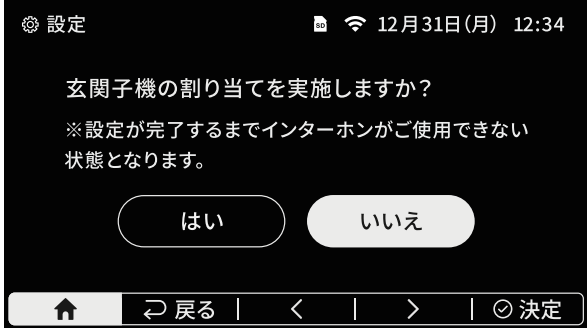 設定 SD 12月31日(月) 12:34
玄関子機の割り当てを実施しますか?
※設定が完了するまでインターホンがご使用できない
状態となります。
はい いいえ
戻る 決定